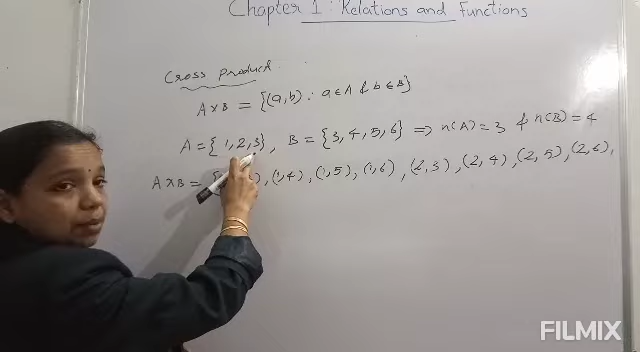 Chapter 1 : Relations and Functions
Cross Product :
A×B = {(a,b) : a∈A & b∈B}
A = {1,2,3}, B = {3,4,5,6} ⇒ n(A)=3 & n(B)=4
A×B = { ), (1,4), (1,5), (1,6), (2,3), (2,4), (2,5), (2,6),
FILMIX